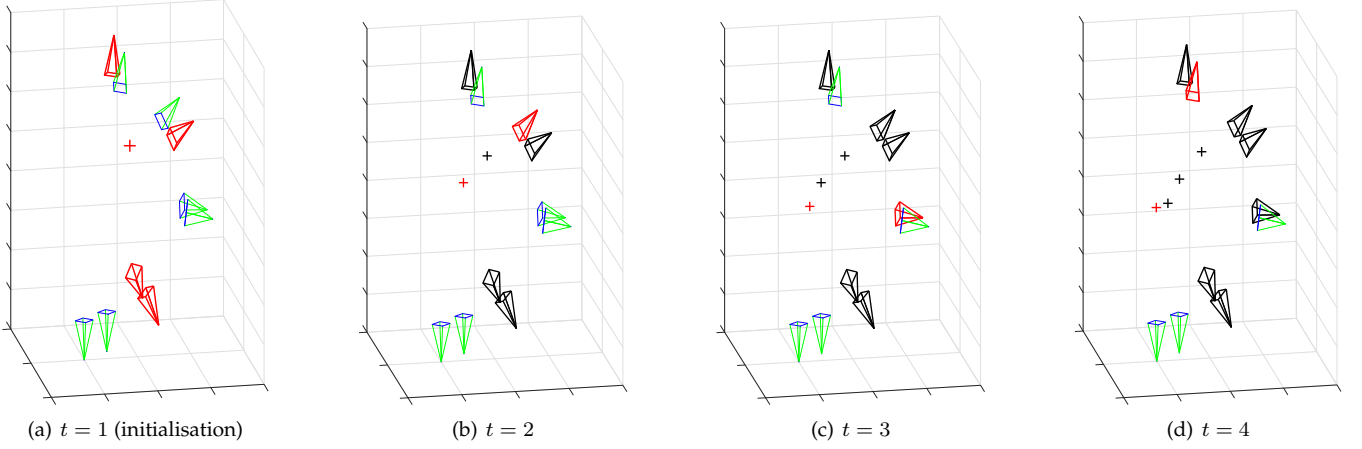 (a) t = 1 (initialisation)
(b) t = 2
(c) t = 3
(d) t = 4